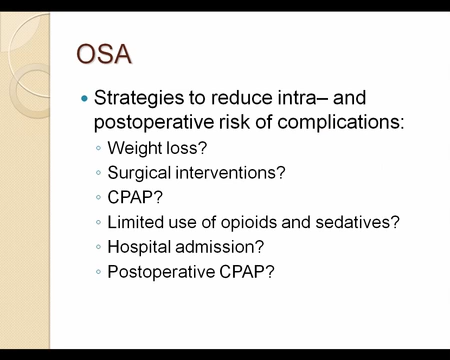 OSA
Strategies to reduce intra– and
postoperative risk of complications:
Weight loss?
Surgical interventions?
CPAP?
Limited use of opioids and sedatives?
Hospital admission?
Postoperative CPAP?